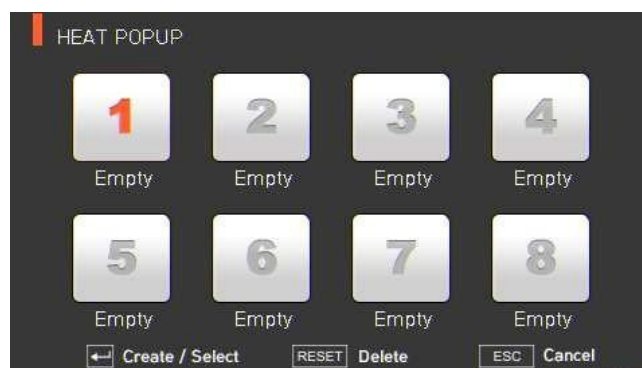 HEAT POPUP
1 2 3 4
Empty Empty Empty Empty
5 6 7 8
Empty Empty Empty Empty
↵ Create / Select RESET Delete ESC Cancel